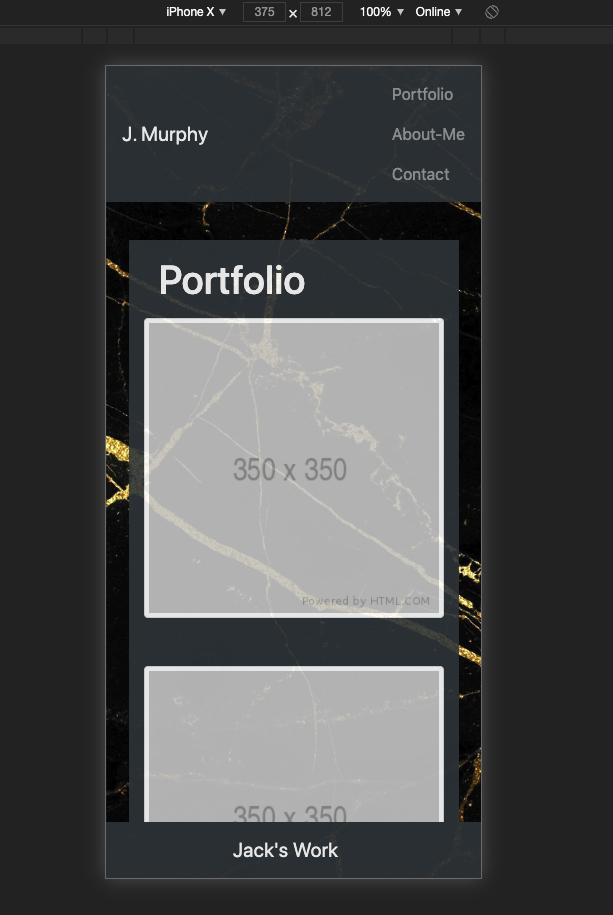 iPhone X ▼ 375 × 812 100% ▼ Online ▼
Portfolio
J. Murphy
About-Me
Contact
Portfolio
350 x 350
Powered by HTML.COM
350 x 350
Jack's Work